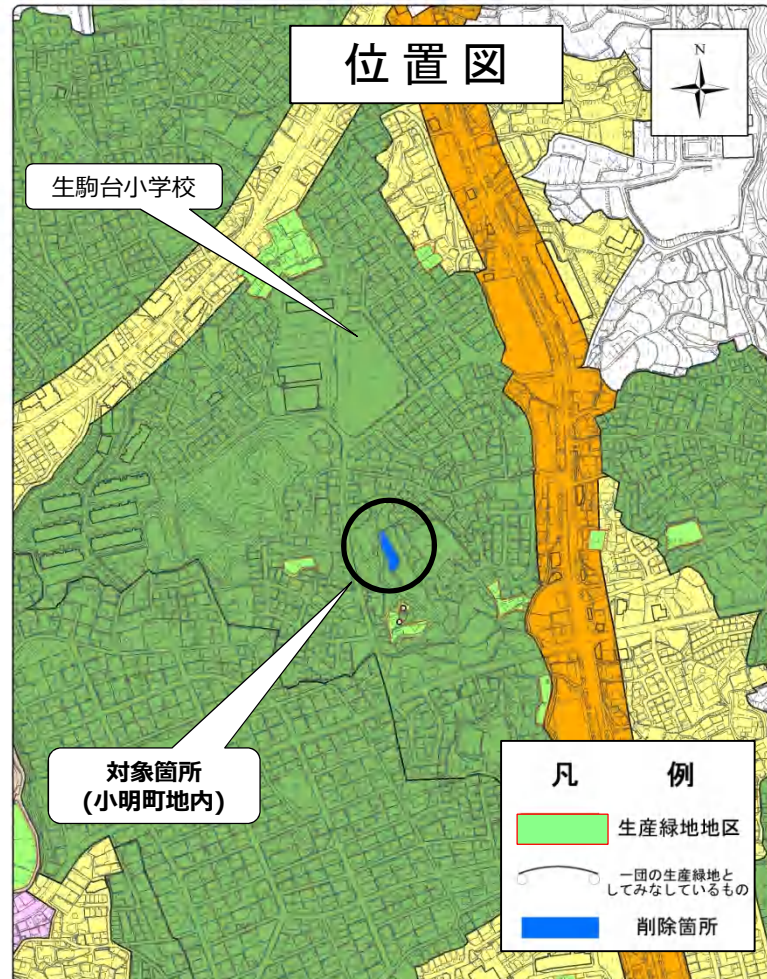 位置図
N
生駒台小学校
対象箇所
(小明町地内)
凡 例
生産緑地地区
一団の生産緑地と
してみなしているもの
削除箇所